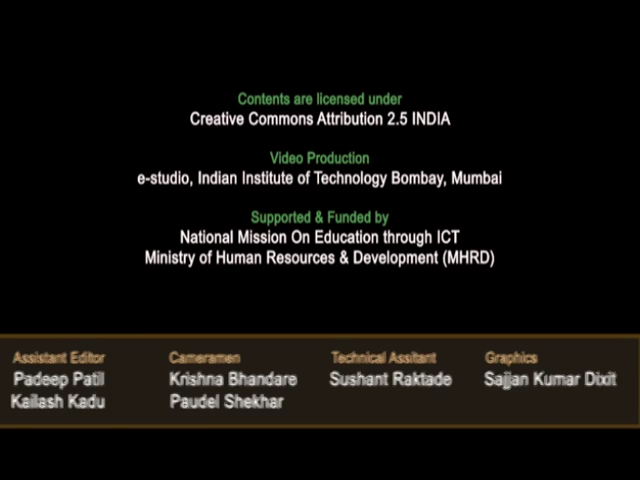 Contents are licensed under
Creative Commons Attribution 2.5 INDIA
Video Production
e-studio, Indian Institute of Technology Bombay, Mumbai
Supported & Funded by
National Mission On Education through ICT
Ministry of Human Resources & Development (MHRD)
Assistant Editor
Padeep Patil
Kailash Kadu
Cameramen
Krishna Bhandare
Paudel Shekhar
Technical Assitant
Sushant Raktade
Graphics
Sajjan Kumar Dixit